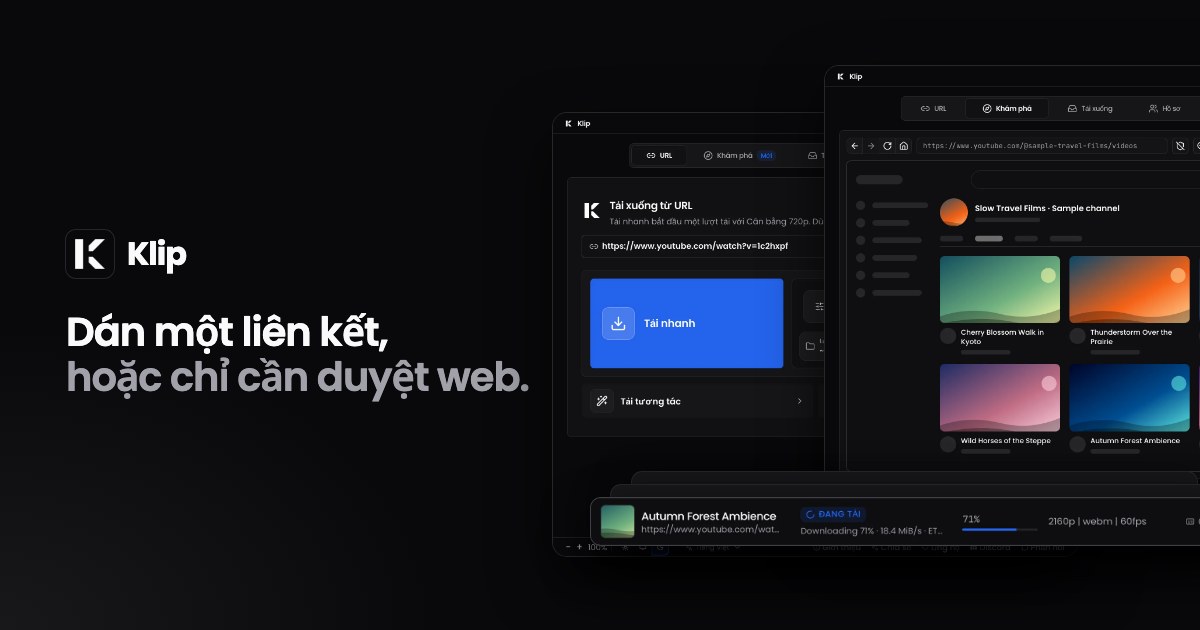 Klip
Dán một liên kết,
hoặc chỉ cần duyệt web.
Klip
URL
Khám phá
Mới
Tải xuống từ URL
Tải nhanh bắt đầu một lượt tải với Cân bằng 720p.
https://www.youtube.com/watch?v=1c2hxpf
Tải nhanh
Tải tương tác
Klip
URL
Khám phá
Tải xuống
Hồ sơ
https://www.youtube.com/@sample-travel-films/videos
Slow Travel Films · Sample channel
Cherry Blossom Walk in
Kyoto
Thunderstorm Over the
Prairie
Wild Horses of the Steppe
Autumn Forest Ambience
Autumn Forest Ambience
https://www.youtube.com/wat...
ĐANG TẢI
Downloading 71% · 18.4 MiB/s · ET...
71%
2160p | webm | 60fps